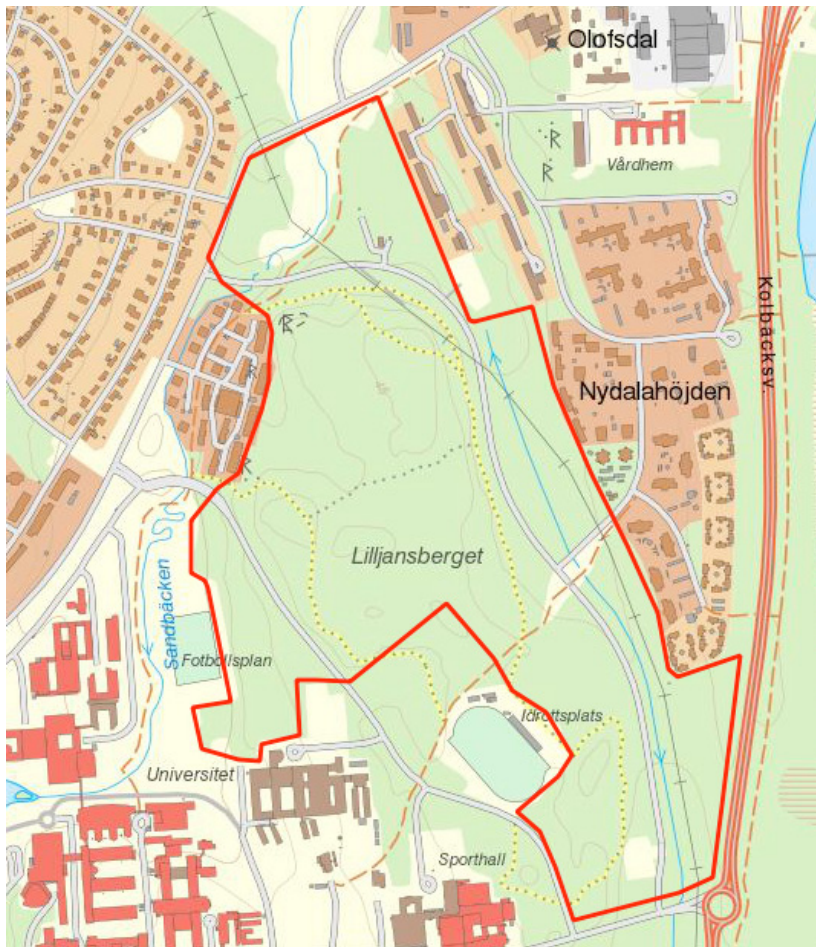 Olofsdal
R
R
Vårdhem
Kolbäcksv.
R
Nydalahöjden
R
Lilljansberget
Sandbäcken
Fotbollsplan
Idrottsplats
Universitet
Sporthall